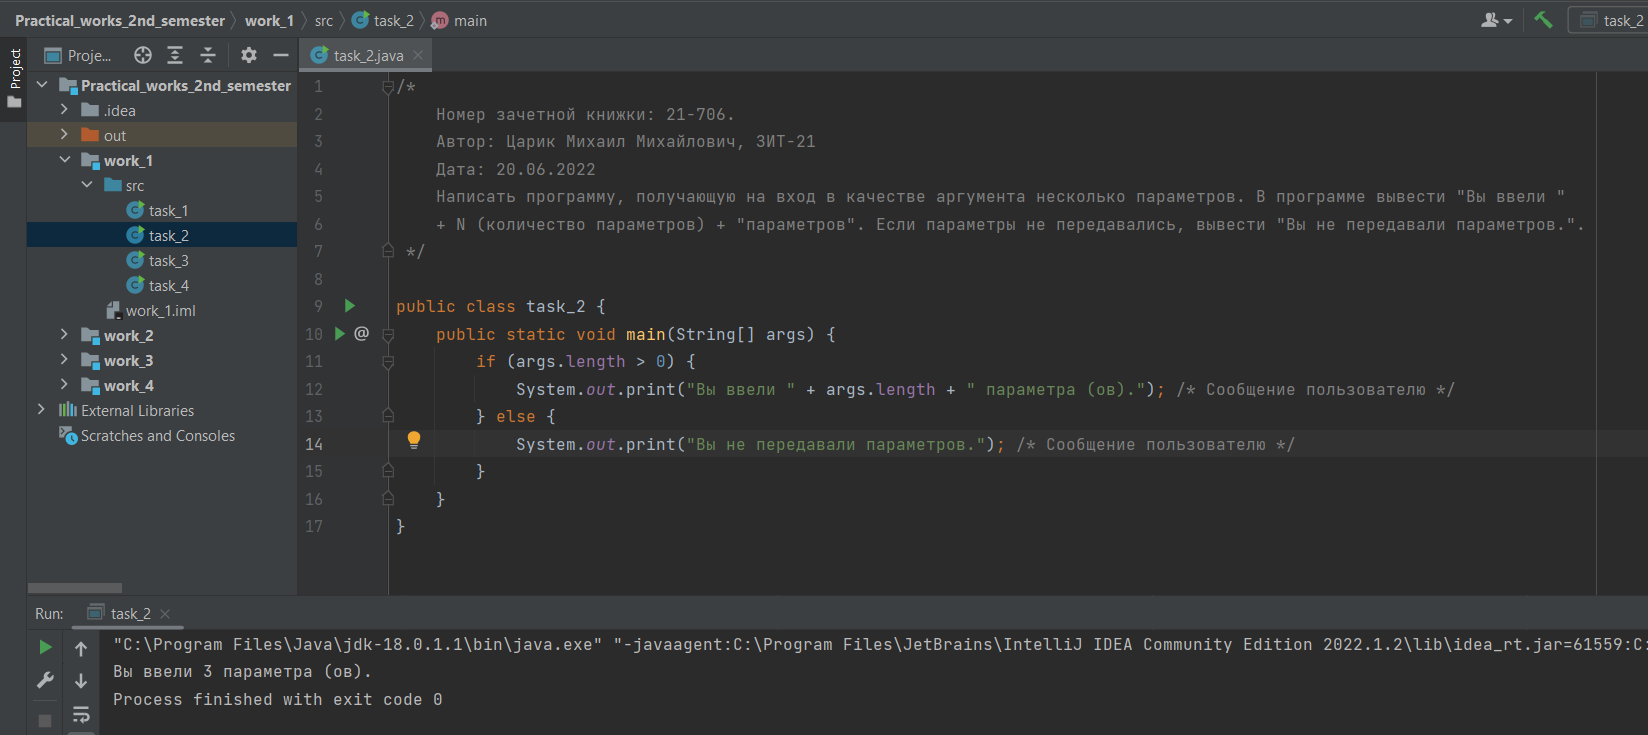 Practical_works_2nd_semester work_1 src task_2 main
task_2
Project
Proje...
Practical_works_2nd_semester
.idea
out
work_1
src
task_1
task_2
task_3
task_4
work_1.iml
work_2
work_3
work_4
External Libraries
Scratches and Consoles
task_2.java
1 /*
2 Номер зачетной книжки: 21-706.
3 Автор: Царик Михаил Михайлович, ЗИТ-21
4 Дата: 20.06.2022
5 Написать программу, получающую на вход в качестве аргумента несколько параметров. В программе вывести "Вы ввели "
6 + N (количество параметров) + "параметров". Если параметры не передавались, вывести "Вы не передавали параметров.".
7 */
8
9 public class task_2 {
10 @ public static void main(String[] args) {
11 if (args.length > 0) {
12 System.out.print("Вы ввели " + args.length + " параметра (ов)."); /* Сообщение пользователю */
13 } else {
14 System.out.print("Вы не передавали параметров."); /* Сообщение пользователю */
15 }
16 }
17 }
Run: task_2
"C:\Program Files\Java\jdk-18.0.1.1\bin\java.exe" "-javaagent:C:\Program Files\JetBrains\IntelliJ IDEA Community Edition 2022.1.2\lib\idea_rt.jar=61559:C:
Вы ввели 3 параметра (ов).
Process finished with exit code 0